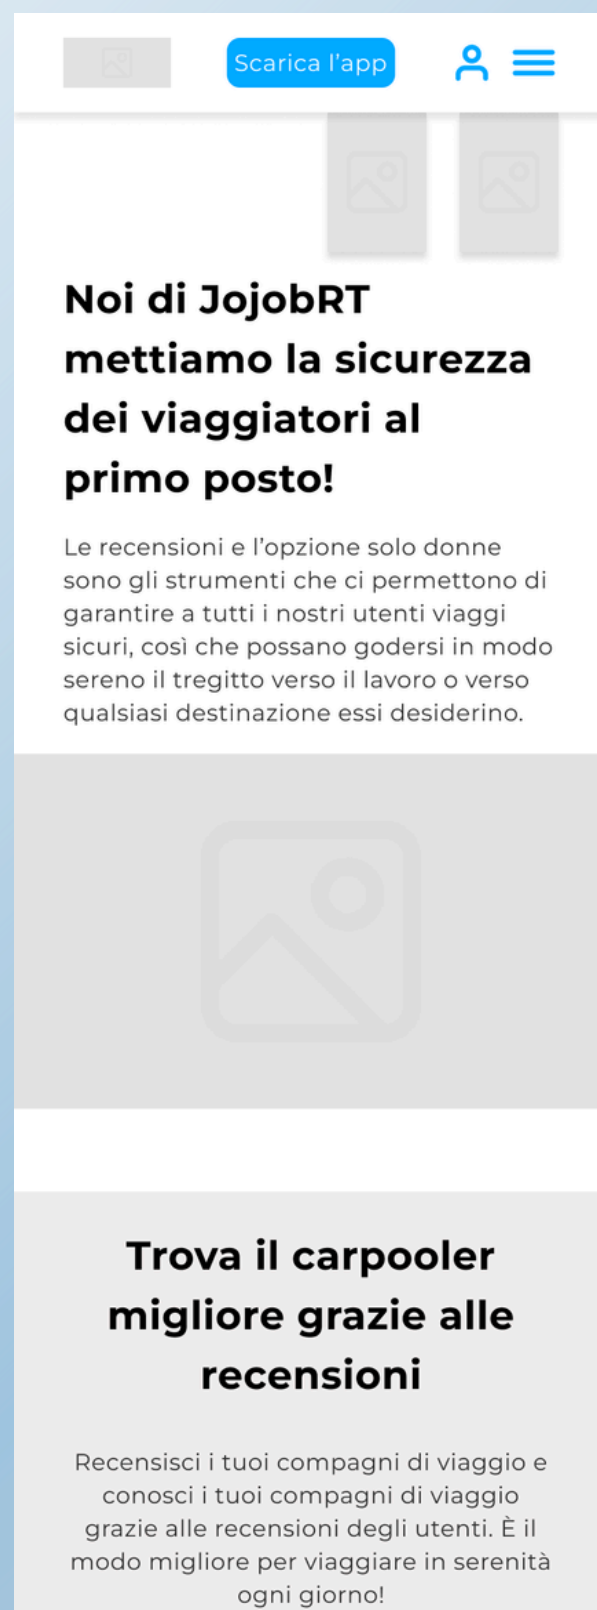 Scarica l'app
Noi di JojobRT
mettiamo la sicurezza
dei viaggiatori al
primo posto!
Le recensioni e l'opzione solo donne
sono gli strumenti che ci permettono di
garantire a tutti i nostri utenti viaggi
sicuri, così che possano godersi in modo
sereno il tregitto verso il lavoro o verso
qualsiasi destinazione essi desiderino.
Trova il carpooler
migliore grazie alle
recensioni
Recensisci i tuoi compagni di viaggio e
conosci i tuoi compagni di viaggio
grazie alle recensioni degli utenti. È il
modo migliore per viaggiare in serenità
ogni giorno!